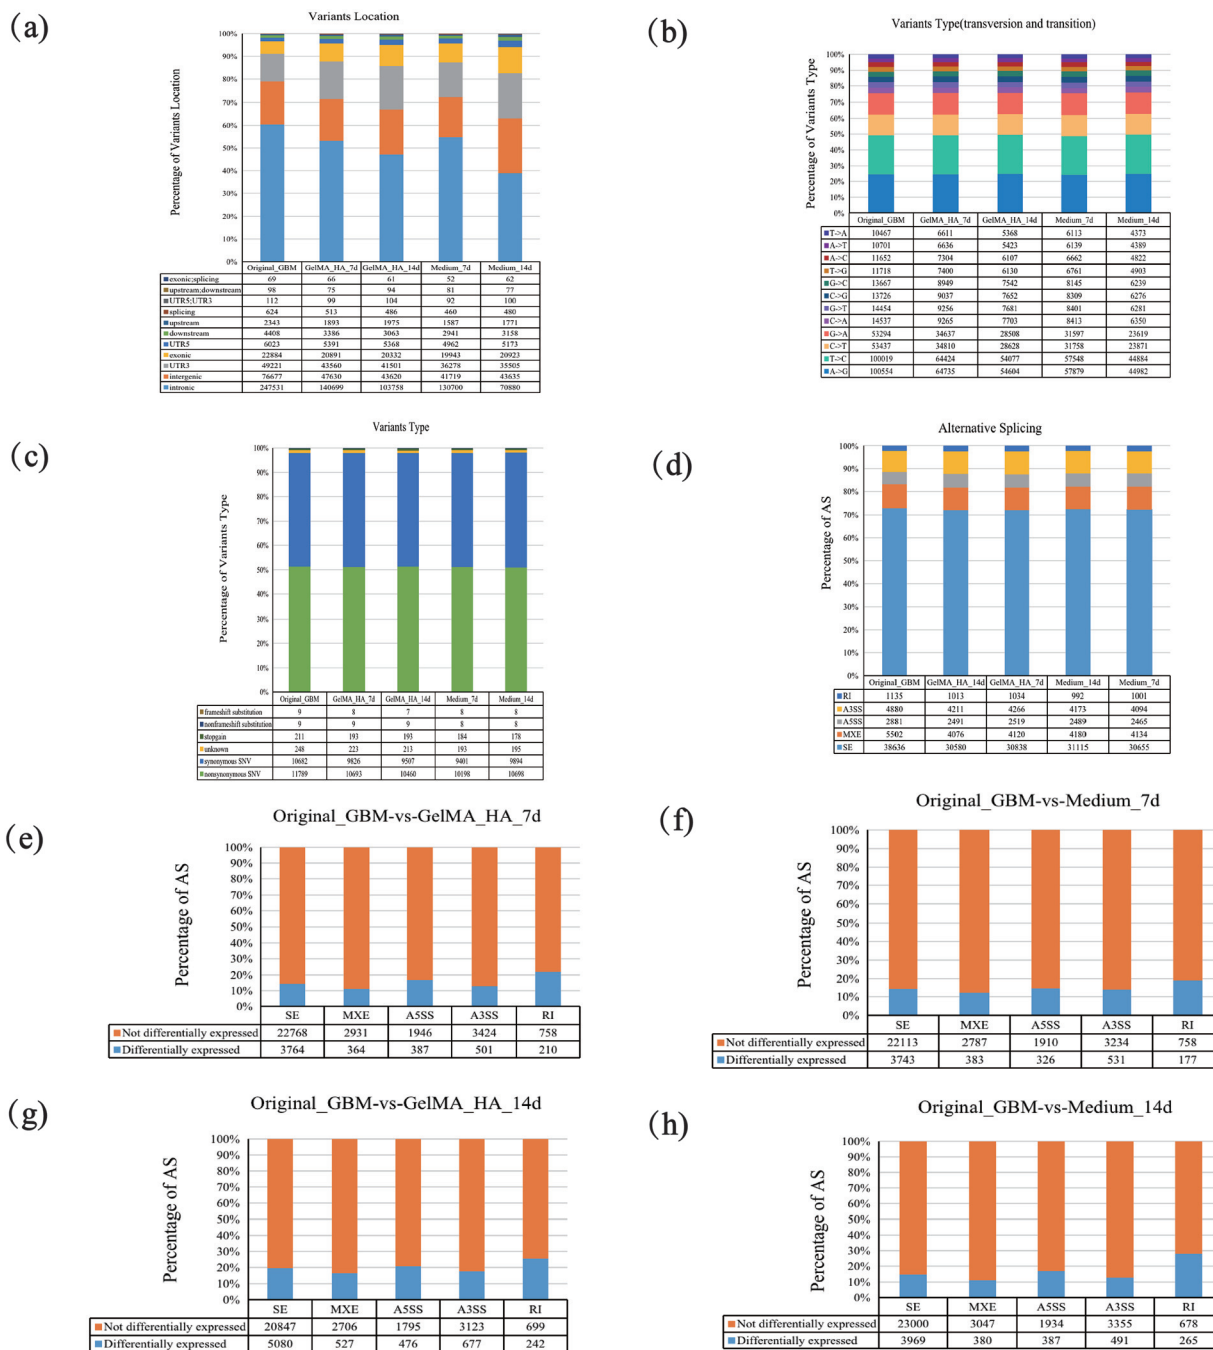 (a)
Variants Location
Percentage of Variants Location
100%
90%
80%
70%
60%
50%
40%
30%
20%
10%
0%
Original_GBM GelMA_HA_7d GelMA_HA_14d Medium_7d Medium_14d
exonic;splicing 69 66 61 52 62
upstream;downstream 98 75 94 81 77
UTR5;UTR3 112 99 104 92 100
splicing 624 513 486 460 480
upstream 2343 1893 1975 1587 1771
downstream 4408 3386 3063 2941 3158
UTR5 6023 5391 5368 4962 5173
exonic 22884 20891 20332 19943 20923
UTR3 49221 43560 41501 36278 35505
intergenic 76677 47630 43620 41719 43635
intronic 247531 140699 103758 130700 70880
(b)
Variants Type(transversion and transition)
Percentage of Variants Type
100%
90%
80%
70%
60%
50%
40%
30%
20%
10%
0%
Original_GBM GelMA_HA_7d GelMA_HA_14d Medium_7d Medium_14d
T->A 10467 6611 5368 6113 4373
A->T 10701 6636 5423 6139 4389
A->C 11652 7304 6107 6662 4822
T->G 11718 7400 6130 6761 4903
G->C 13667 8949 7542 8145 6239
C->G 13726 9037 7652 8309 6276
G->T 14454 9256 7681 8401 6281
C->A 14537 9265 7703 8413 6350
G->A 53294 34637 28508 31597 23619
C->T 53437 34810 28628 31758 23871
T->C 100019 64424 54077 57548 44884
A->G 100554 64735 54604 57879 44982
(c)
Variants Type
Percentage of Variants Type
100%
90%
80%
70%
60%
50%
40%
30%
20%
10%
0%
Original_GBM GelMA_HA_7d GelMA_HA_14d Medium_7d Medium_14d
frameshift substitution 9 8 7 8 8
nonframeshift substitution 9 9 9 8 8
stopgain 211 193 193 184 178
unknown 248 223 213 193 195
synonymous SNV 10682 9826 9507 9401 9894
nonsynonymous SNV 11789 10693 10460 10198 10698
(d)
Alternative Splicing
Percentage of AS
100%
90%
80%
70%
60%
50%
40%
30%
20%
10%
0%
Original_GBM GelMA_HA_14d GelMA_HA_7d Medium_14d Medium_7d
RI 1135 1013 1034 992 1001
A3SS 4880 4211 4266 4173 4094
A5SS 2881 2491 2519 2489 2465
MXE 5502 4076 4120 4180 4134
SE 38636 30580 30838 31115 30655
(e)
Original_GBM-vs-GelMA_HA_7d
Percentage of AS
100%
90%
80%
70%
60%
50%
40%
30%
20%
10%
0%
SE MXE A5SS A3SS RI
Not differentially expressed 22768 2931 1946 3424 758
Differentially expressed 3764 364 387 501 210
(f)
Original_GBM-vs-Medium_7d
Percentage of AS
100%
90%
80%
70%
60%
50%
40%
30%
20%
10%
0%
SE MXE A5SS A3SS RI
Not differentially expressed 22113 2787 1910 3234 758
Differentially expressed 3743 383 326 531 177
(g)
Original_GBM-vs-GelMA_HA_14d
Percentage of AS
100%
90%
80%
70%
60%
50%
40%
30%
20%
10%
0%
SE MXE A5SS A3SS RI
Not differentially expressed 20847 2706 1795 3123 699
Differentially expressed 5080 527 476 677 242
(h)
Original_GBM-vs-Medium_14d
Percentage of AS
100%
90%
80%
70%
60%
50%
40%
30%
20%
10%
0%
SE MXE A5SS A3SS RI
Not differentially expressed 23000 3047 1934 3355 678
Differentially expressed 3969 380 387 491 265